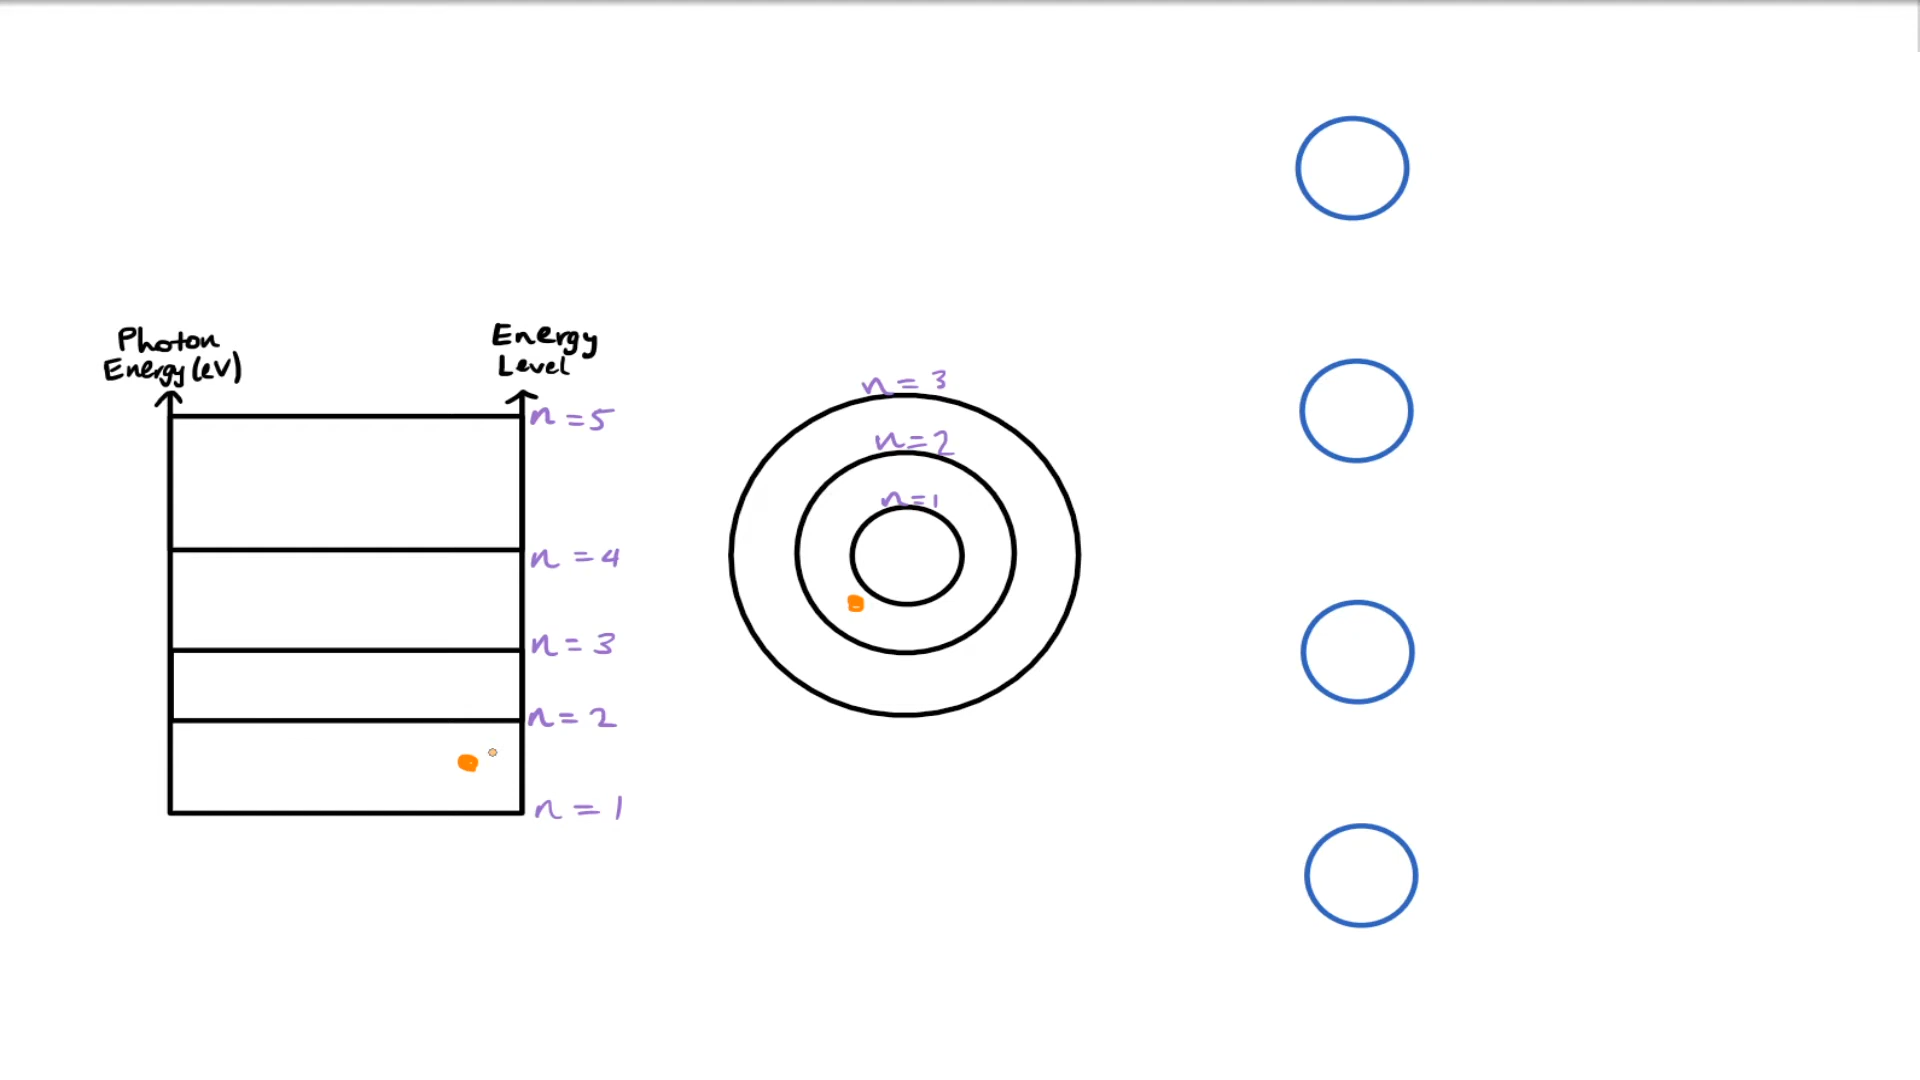 Photon
Energy (eV)
Energy
Level
n = 5
n = 4
n = 3
n = 2
n = 1
n = 3
n = 2
n = 1